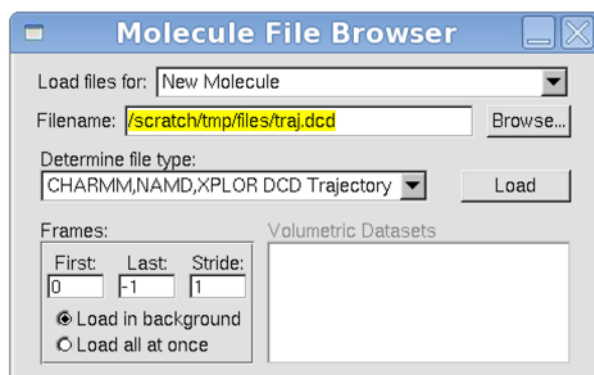 Molecule File Browser
Load files for: New Molecule
Filename: /scratch/tmp/files/traj.dcd Browse...
Determine file type:
CHARMM,NAMD,XPLOR DCD Trajectory Load
Frames: Volumetric Datasets
First: Last: Stride:
0 -1 1
Load in background
Load all at once